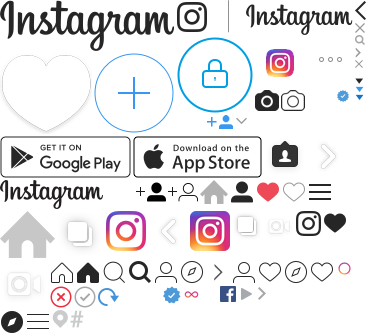 Instagram
Instagram
GET IT ON
Google Play
Download on the
App Store
Instagram
#